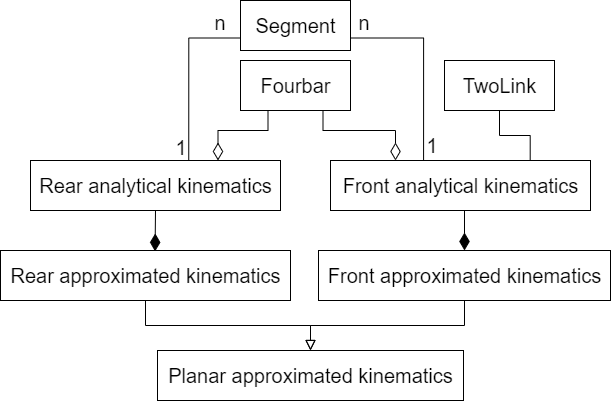 n
Segment
n
Fourbar
TwoLink
1
1
Rear analytical kinematics
Front analytical kinematics
Rear approximated kinematics
Front approximated kinematics
Planar approximated kinematics